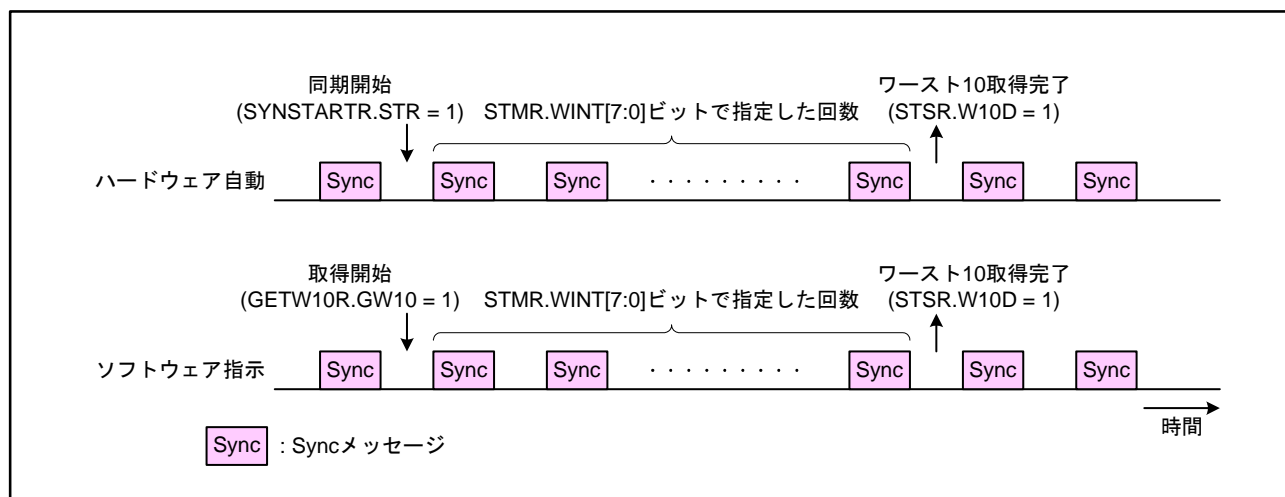 同期開始
(SYNSTARTR.STR = 1)
STMR.WINT[7:0]ビットで指定した回数
ワースト10取得完了
(STSR.W10D = 1)
ハードウェア自動
Sync
Sync
Sync
・・・・・・・・・
Sync
Sync
Sync
取得開始
(GETW10R.GW10 = 1)
STMR.WINT[7:0]ビットで指定した回数
ワースト10取得完了
(STSR.W10D = 1)
ソフトウェア指示
Sync
Sync
Sync
・・・・・・・・・
Sync
Sync
Sync
時間
Sync : Syncメッセージ